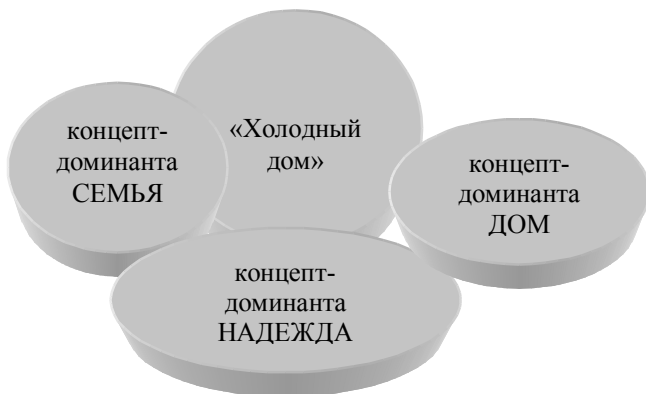 концепт-
доминанта
СЕМЬЯ
«Холодный
дом»
концепт-
доминанта
ДОМ
концепт-
доминанта
НАДЕЖДА